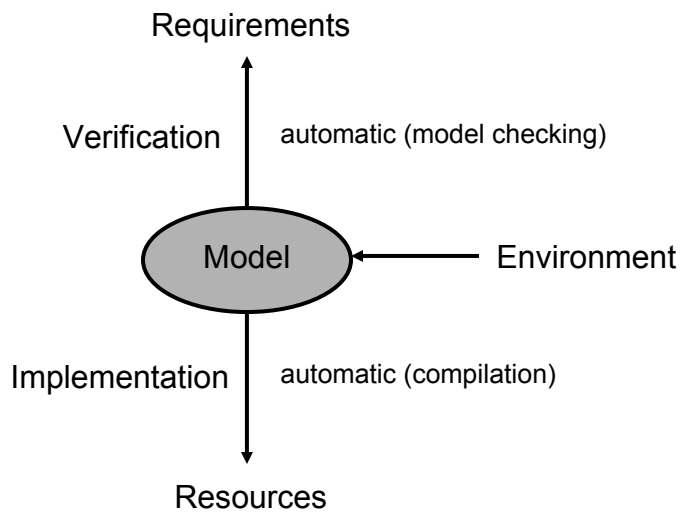 Requirements
Verification
automatic (model checking)
Model
Environment
Implementation
automatic (compilation)
Resources